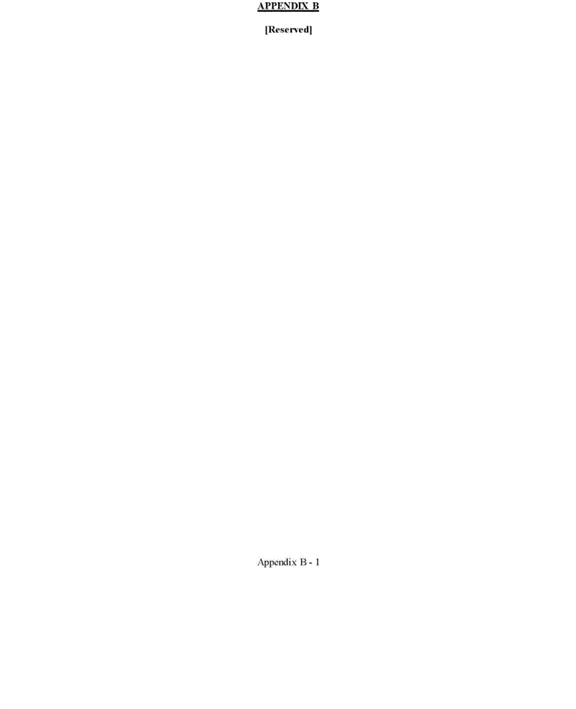 APPENDIX B
[Reserved]
Appendix B - 1